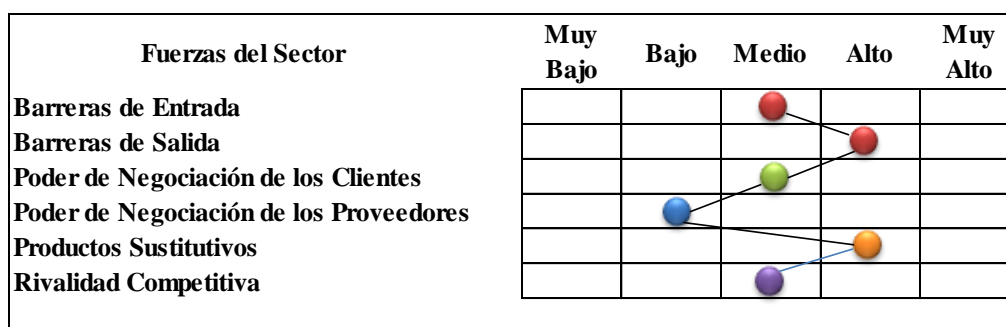 Fuerzas del Sector
Muy Bajo
Bajo
Medio
Alto
Muy Alto
Barreras de Entrada
Barreras de Salida
Poder de Negociación de los Clientes
Poder de Negociación de los Proveedores
Productos Sustitutivos
Rivalidad Competitiva